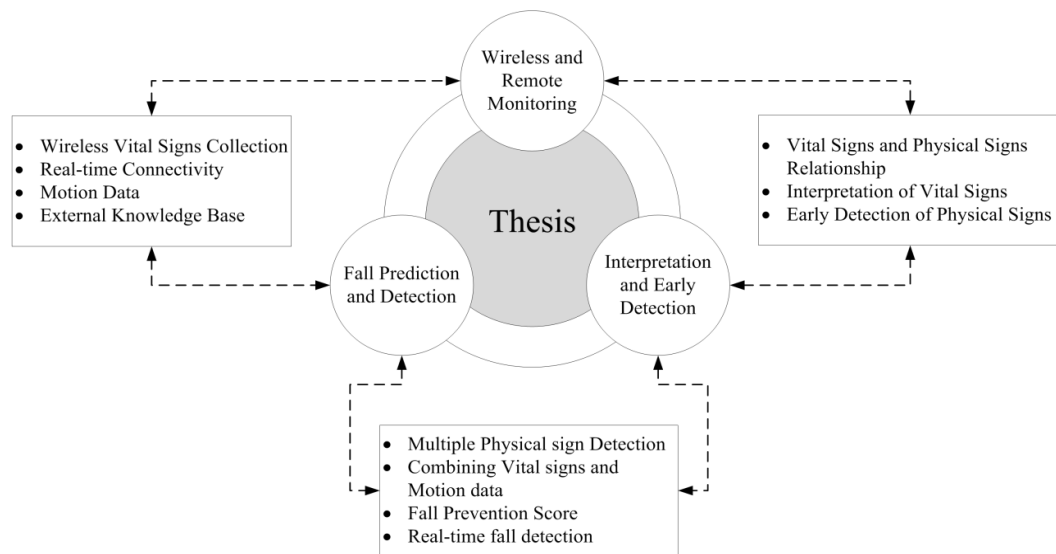 Wireless and
Remote
Monitoring
● Wireless Vital Signs Collection
● Real-time Connectivity
● Motion Data
● External Knowledge Base
● Vital Signs and Physical Signs
Relationship
● Interpretation of Vital Signs
● Early Detection of Physical Signs
Thesis
Fall Prediction
and Detection
Interpretation
and Early
Detection
● Multiple Physical sign Detection
● Combining Vital signs and
Motion data
● Fall Prevention Score
● Real-time fall detection